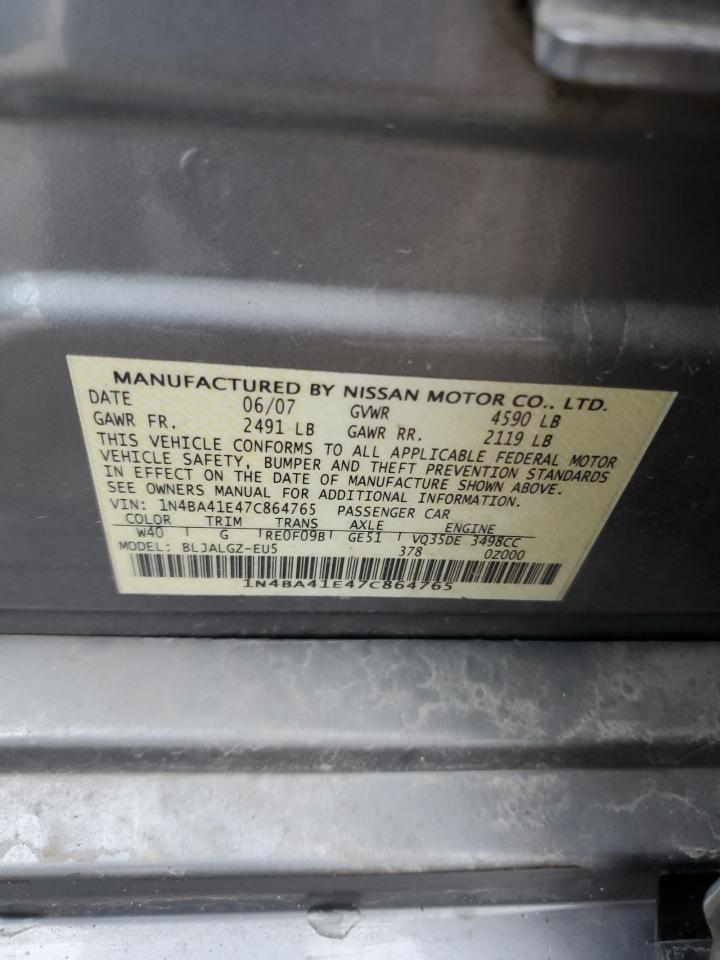 MANUFACTURED BY NISSAN MOTOR CO., LTD.
DATE 06/07 GVWR 4590 LB
GAWR FR. 2491 LB GAWR RR. 2119 LB
THIS VEHICLE CONFORMS TO ALL APPLICABLE FEDERAL MOTOR
VEHICLE SAFETY, BUMPER AND THEFT PREVENTION STANDARDS
IN EFFECT ON THE DATE OF MANUFACTURE SHOWN ABOVE.
SEE OWNERS MANUAL FOR ADDITIONAL INFORMATION.
VIN: 1N4BA41E47C864765 PASSENGER CAR
COLOR TRIM TRANS AXLE ENGINE
W40 G RE0F09B GE51 VQ35DE 3498CC
MODEL: BLJALGZ-EU5 378 0Z000
1N4BA41E47C864765